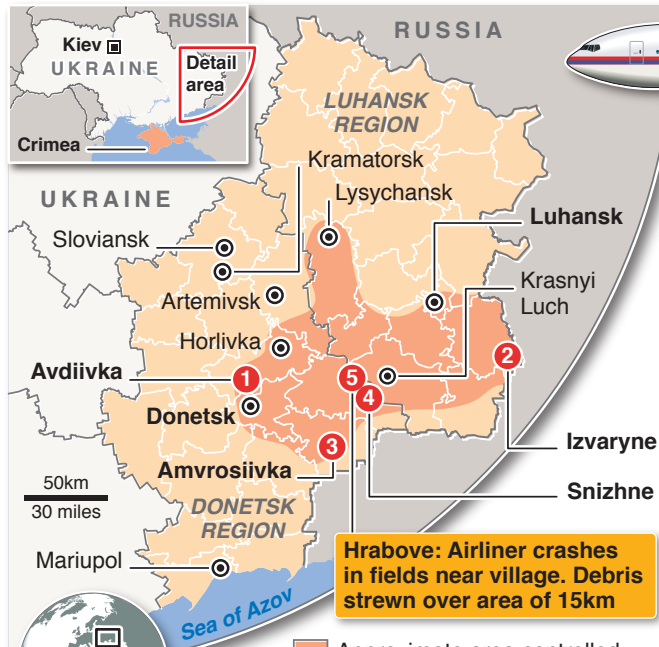 RUSSIA
Kiev
UKRAINE
Detail
area
Crimea
RUSSIA
LUHANSK
REGION
Kramatorsk
UKRAINE
Lysychansk
Sloviansk
Luhansk
Artemivsk
Krasnyi
Luch
Horlivka
Avdiivka
1
5
2
4
Donetsk
3
Izvaryne
Amvrosiivka
50km
30 miles
Snizhne
DONETSK
REGION
Mariupol
Hrabove: Airliner crashes
in fields near village. Debris
strewn over area of 15km
Sea of Azov